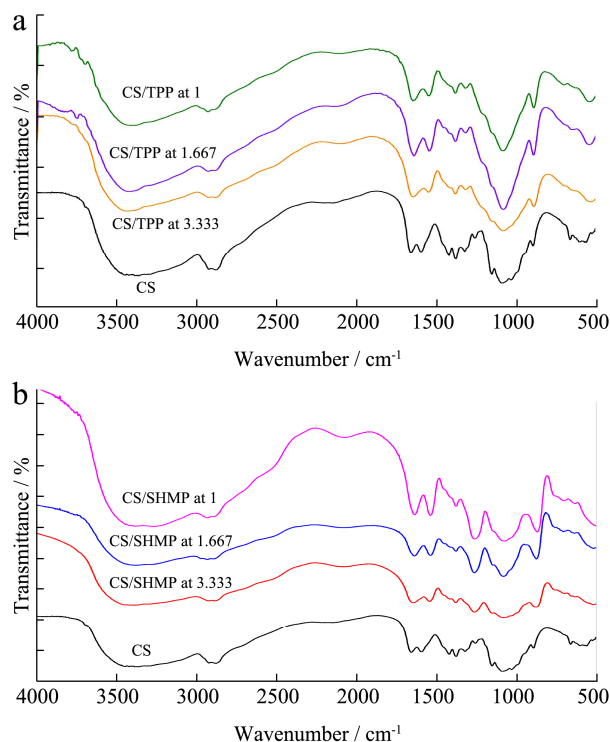 a
Transmittance / %
CS/TPP at 1
CS/TPP at 1.667
CS/TPP at 3.333
CS
4000 3500 3000 2500 2000 1500 1000 500
Wavenumber / cm⁻¹
b
Transmittance / %
CS/SHMP at 1
CS/SHMP at 1.667
CS/SHMP at 3.333
CS
4000 3500 3000 2500 2000 1500 1000 500
Wavenumber / cm⁻¹